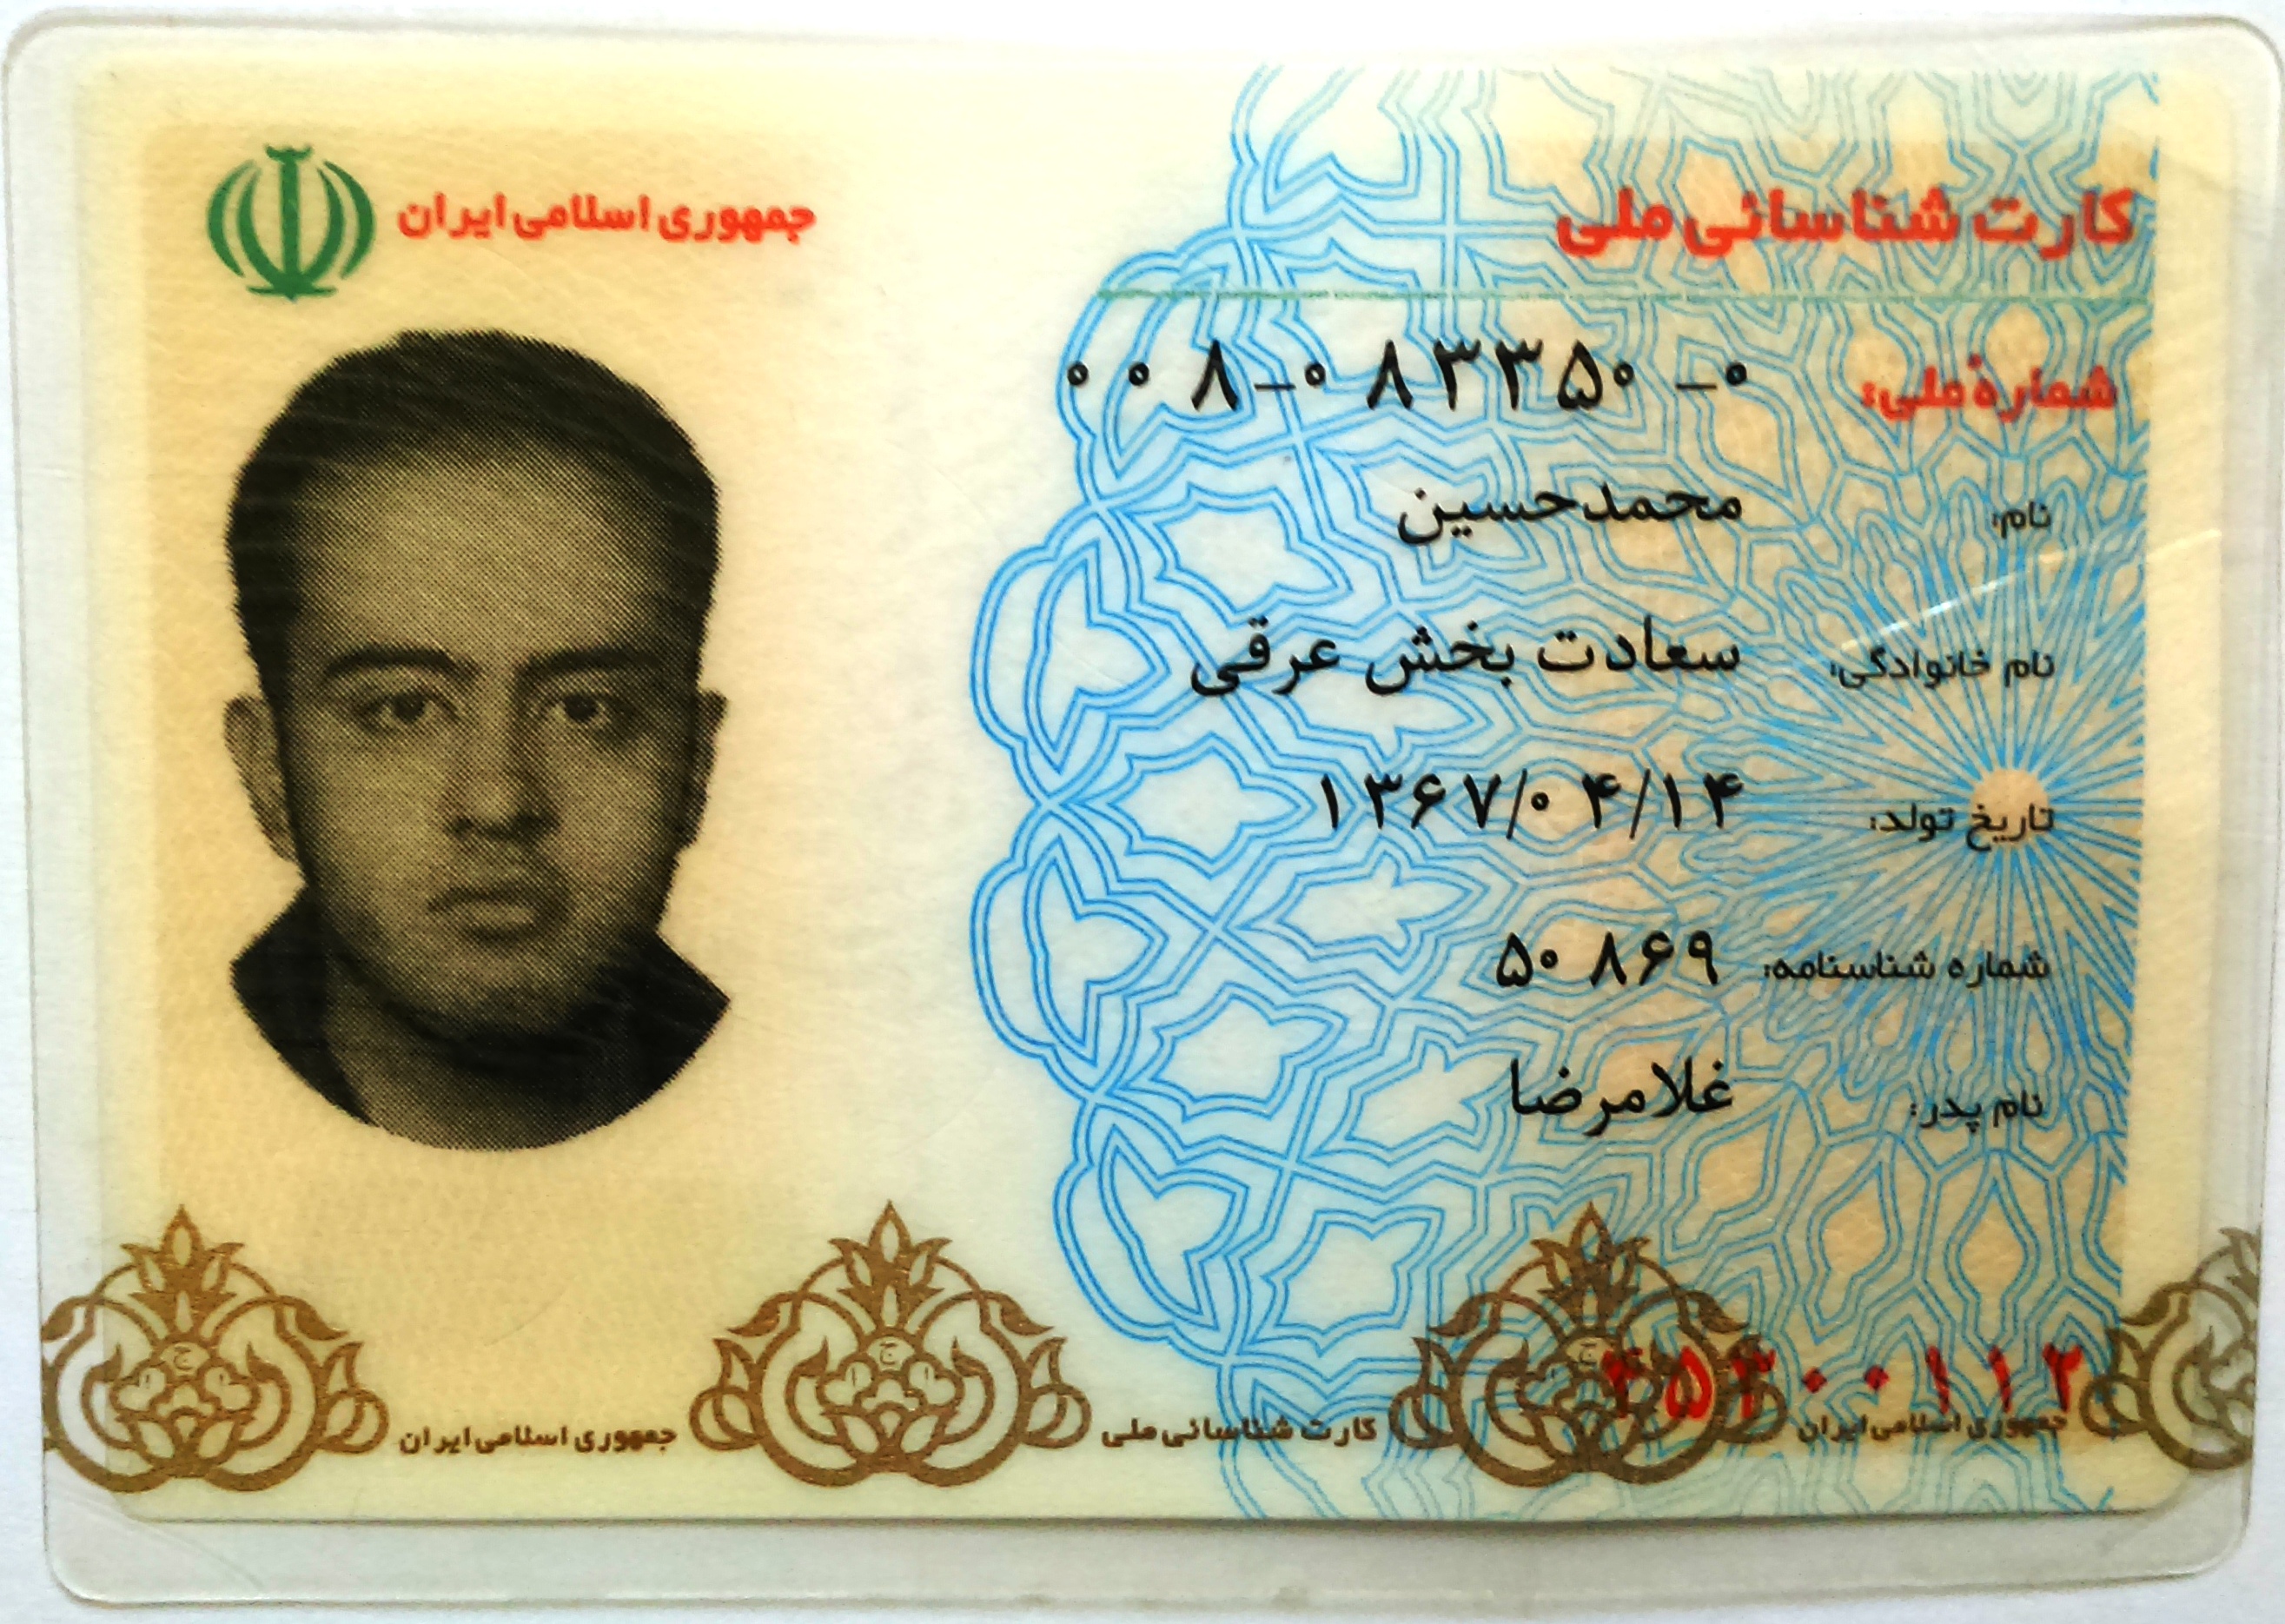 جمهوری اسلامی ایران
کارت شناسائی ملی
شمارهٔ ملی: ۰۰۸-۰۸۳۳۵۰-۰
نام: محمدحسین
نام خانوادگی: سعادت بخش عرقی
تاریخ تولد: ۱۳۶۷/۰۴/۱۴
شماره شناسنامه: ۵۰۸۶۹
نام پدر: غلامرضا
جمهوری اسلامی ایران
کارت شناسائی ملی
جمهوری اسلامی ایران